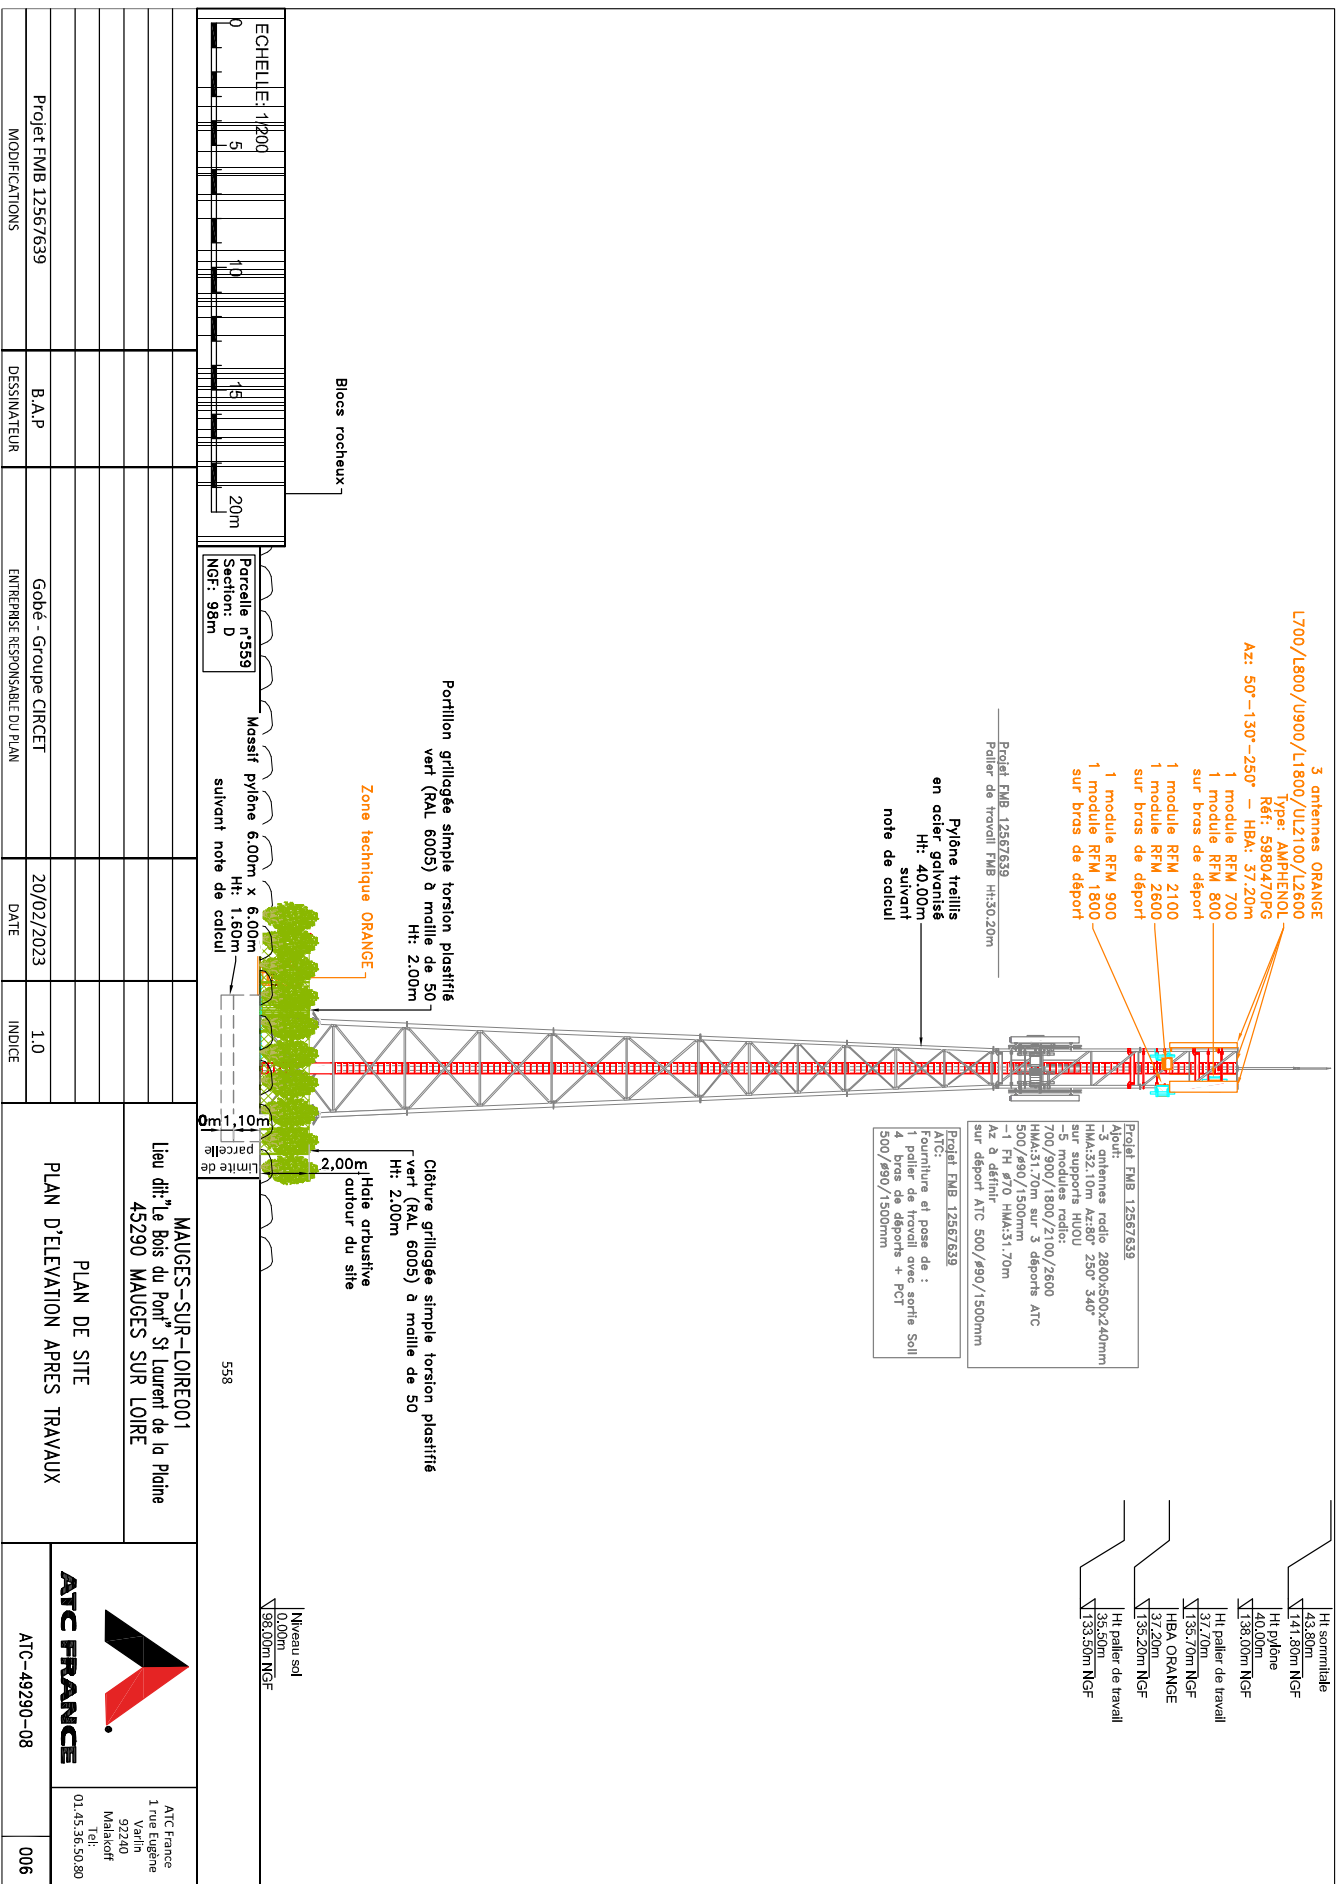 3 antennes ORANGE
L700/L800/U900/L1800/UL2100/L2600
Type: AMPHENOL
Réf: 5980470PG
Az: 50°-130°-250° - HBA: 37.20m
1 module RFM 700
1 module RFM 800
sur bras de déport
1 module RFM 2100
1 module RFM 2600
sur bras de déport
1 module RFM 900
1 module RFM 1800
sur bras de déport
Projet FMB 12567639
Palier de travail FMB Ht:30.20m
Pylône treillis
en acier galvanisé
Ht: 40.00m
suivant
note de calcul
Projet FMB 12567639
Ajout:
-3 antennes radio 2800x500x240mm
HMA:32.10m Az:80° 250° 340°
sur supports HUOU
-5 modules radio:
700/900/1800/2100/2600
HMA:31.70m sur 3 déports ATC
500/ø90/1500mm
-1 FH ø70 HMA:31.70m
Az à définir
sur déport ATC 500/ø90/1500mm
Projet FMB 12567639
ATC:
Fourniture et pose de :
1 palier de travail avec sortie Soll
4 bras de déports + PCT
500/ø90/1500mm
Ht sommitale
43.80m
141.80m NGF
Ht pylône
40.00m
138.00m NGF
Ht palier de travail
37.70m
135.70m NGF
HBA ORANGE
37.20m
135.20m NGF
Ht palier de travail
35.50m
133.50m NGF
Portillon grillagée simple torsion plastifié
vert (RAL 6005) à maille de 50
Ht: 2.00m
Zone technique ORANGE
Clôture grillagée simple torsion plastifié
vert (RAL 6005) à maille de 50
Ht: 2.00m
Haie arbustive
autour du site
2,00m
Blocs rocheux
Niveau sol
0.00m
98.00m NGF
Massif pylône 6.00m x 6.00m
Ht: 1.60m
suivant note de calcul
Parcelle n°559
Section: D
NGF: 98m
1,10m
0m
Limite de
parcelle
558
ECHELLE: 1/200
0 5 10 15 20m
Projet FMB 12567639
B.A.P
Gobé - Groupe CIRCET
20/02/2023
1.0
MODIFICATIONS
DESSINATEUR
ENTREPRISE RESPONSABLE DU PLAN
DATE
INDICE
MAUGES-SUR-LOIRE001
Lieu dit:"Le Bois du Pont" St Laurent de la Plaine
45290 MAUGES SUR LOIRE
PLAN DE SITE
PLAN D'ELEVATION APRES TRAVAUX
ATC FRANCE
ATC France
1 rue Eugène
Varlin
92240
Malakoff
Tel:
01.45.36.50.80
ATC-49290-08
006